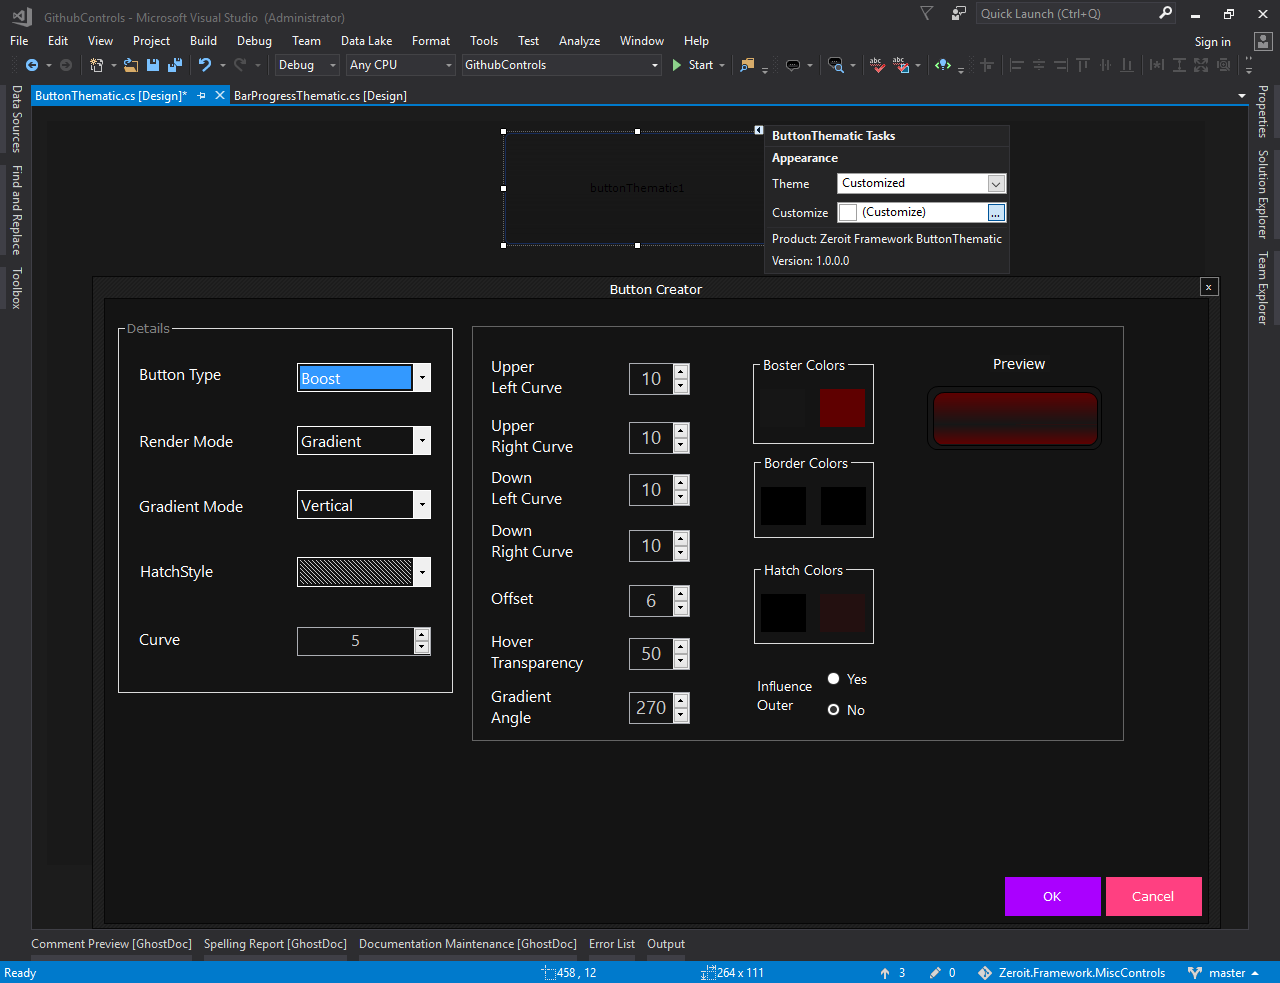 GithubControls - Microsoft Visual Studio (Administrator)
Quick Launch (Ctrl+Q)
File Edit View Project Build Debug Team Data Lake Format Tools Test Analyze Window Help
Sign in
Debug Any CPU GithubControls Start
ButtonThematic.cs [Design]* BarProgressThematic.cs [Design]
Data Sources
Find and Replace
Toolbox
Properties
Solution Explorer
Team Explorer
buttonThematic1
ButtonThematic Tasks
Appearance
Theme Customized
Customize (Customize) ...
Product: Zeroit Framework ButtonThematic
Version: 1.0.0.0
Button Creator
x
Details
Button Type Boost
Render Mode Gradient
Gradient Mode Vertical
HatchStyle
Curve 5
Upper
Left Curve 10
Upper
Right Curve 10
Down
Left Curve 10
Down
Right Curve 10
Offset 6
Hover
Transparency 50
Gradient
Angle 270
Boster Colors
Border Colors
Hatch Colors
Influence
Outer
Yes
No
Preview
OK Cancel
Comment Preview [GhostDoc] Spelling Report [GhostDoc] Documentation Maintenance [GhostDoc] Error List Output
Ready 458 , 12 264 x 111 3 0 Zeroit.Framework.MiscControls master